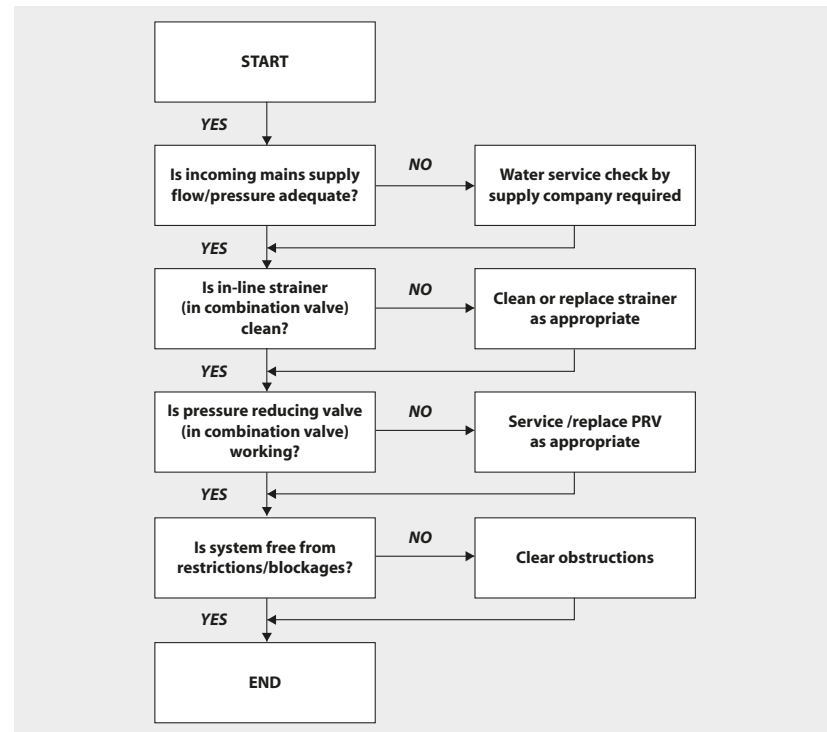 START
YES
Is incoming mains supply
flow/pressure adequate?
NO
Water service check by
supply company required
YES
Is in-line strainer
(in combination valve)
clean?
NO
Clean or replace strainer
as appropriate
YES
Is pressure reducing valve
(in combination valve)
working?
NO
Service /replace PRV
as appropriate
YES
Is system free from
restrictions/blockages?
NO
Clear obstructions
YES
END